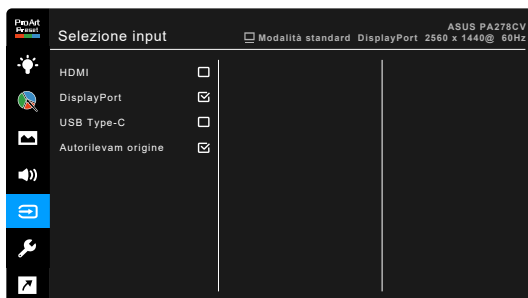 ProArt
Preset
Selezione input
ASUS PA278CV
Modalità standard DisplayPort 2560 x 1440@ 60Hz
HDMI
DisplayPort
USB Type-C
Autorilevam origine